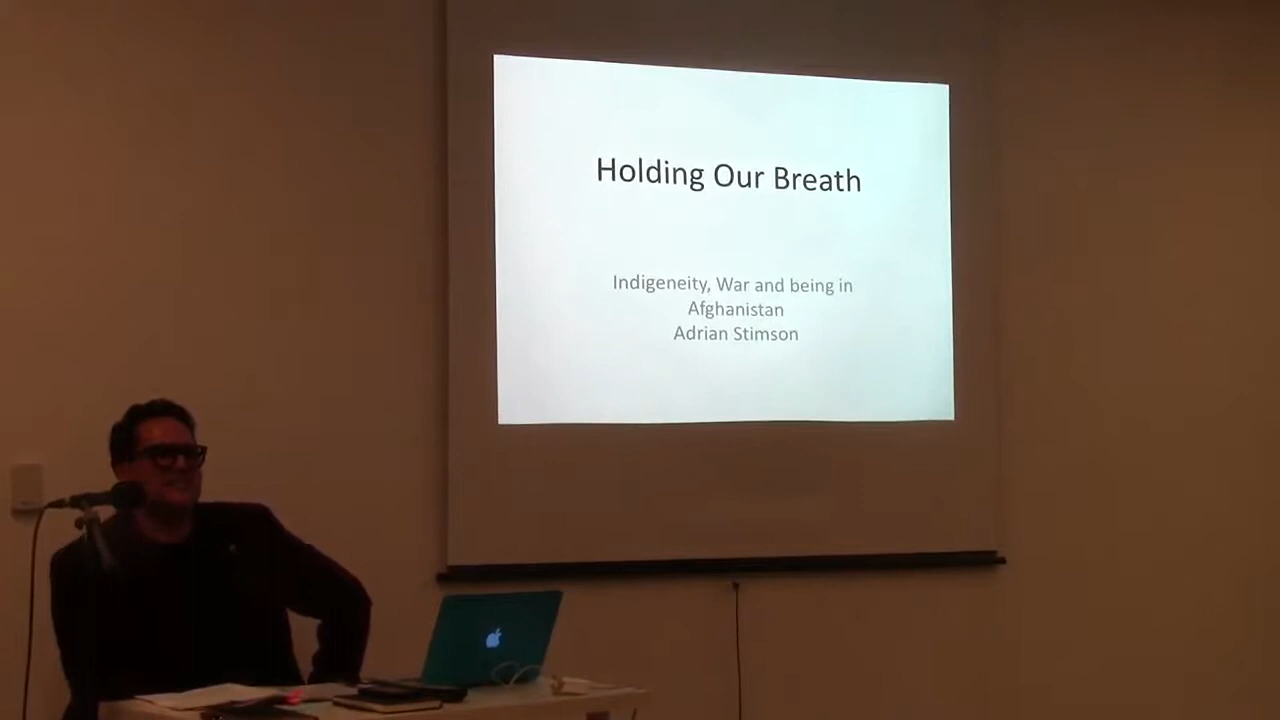 Holding Our Breath
Indigeneity, War and being in
Afghanistan
Adrian Stimson